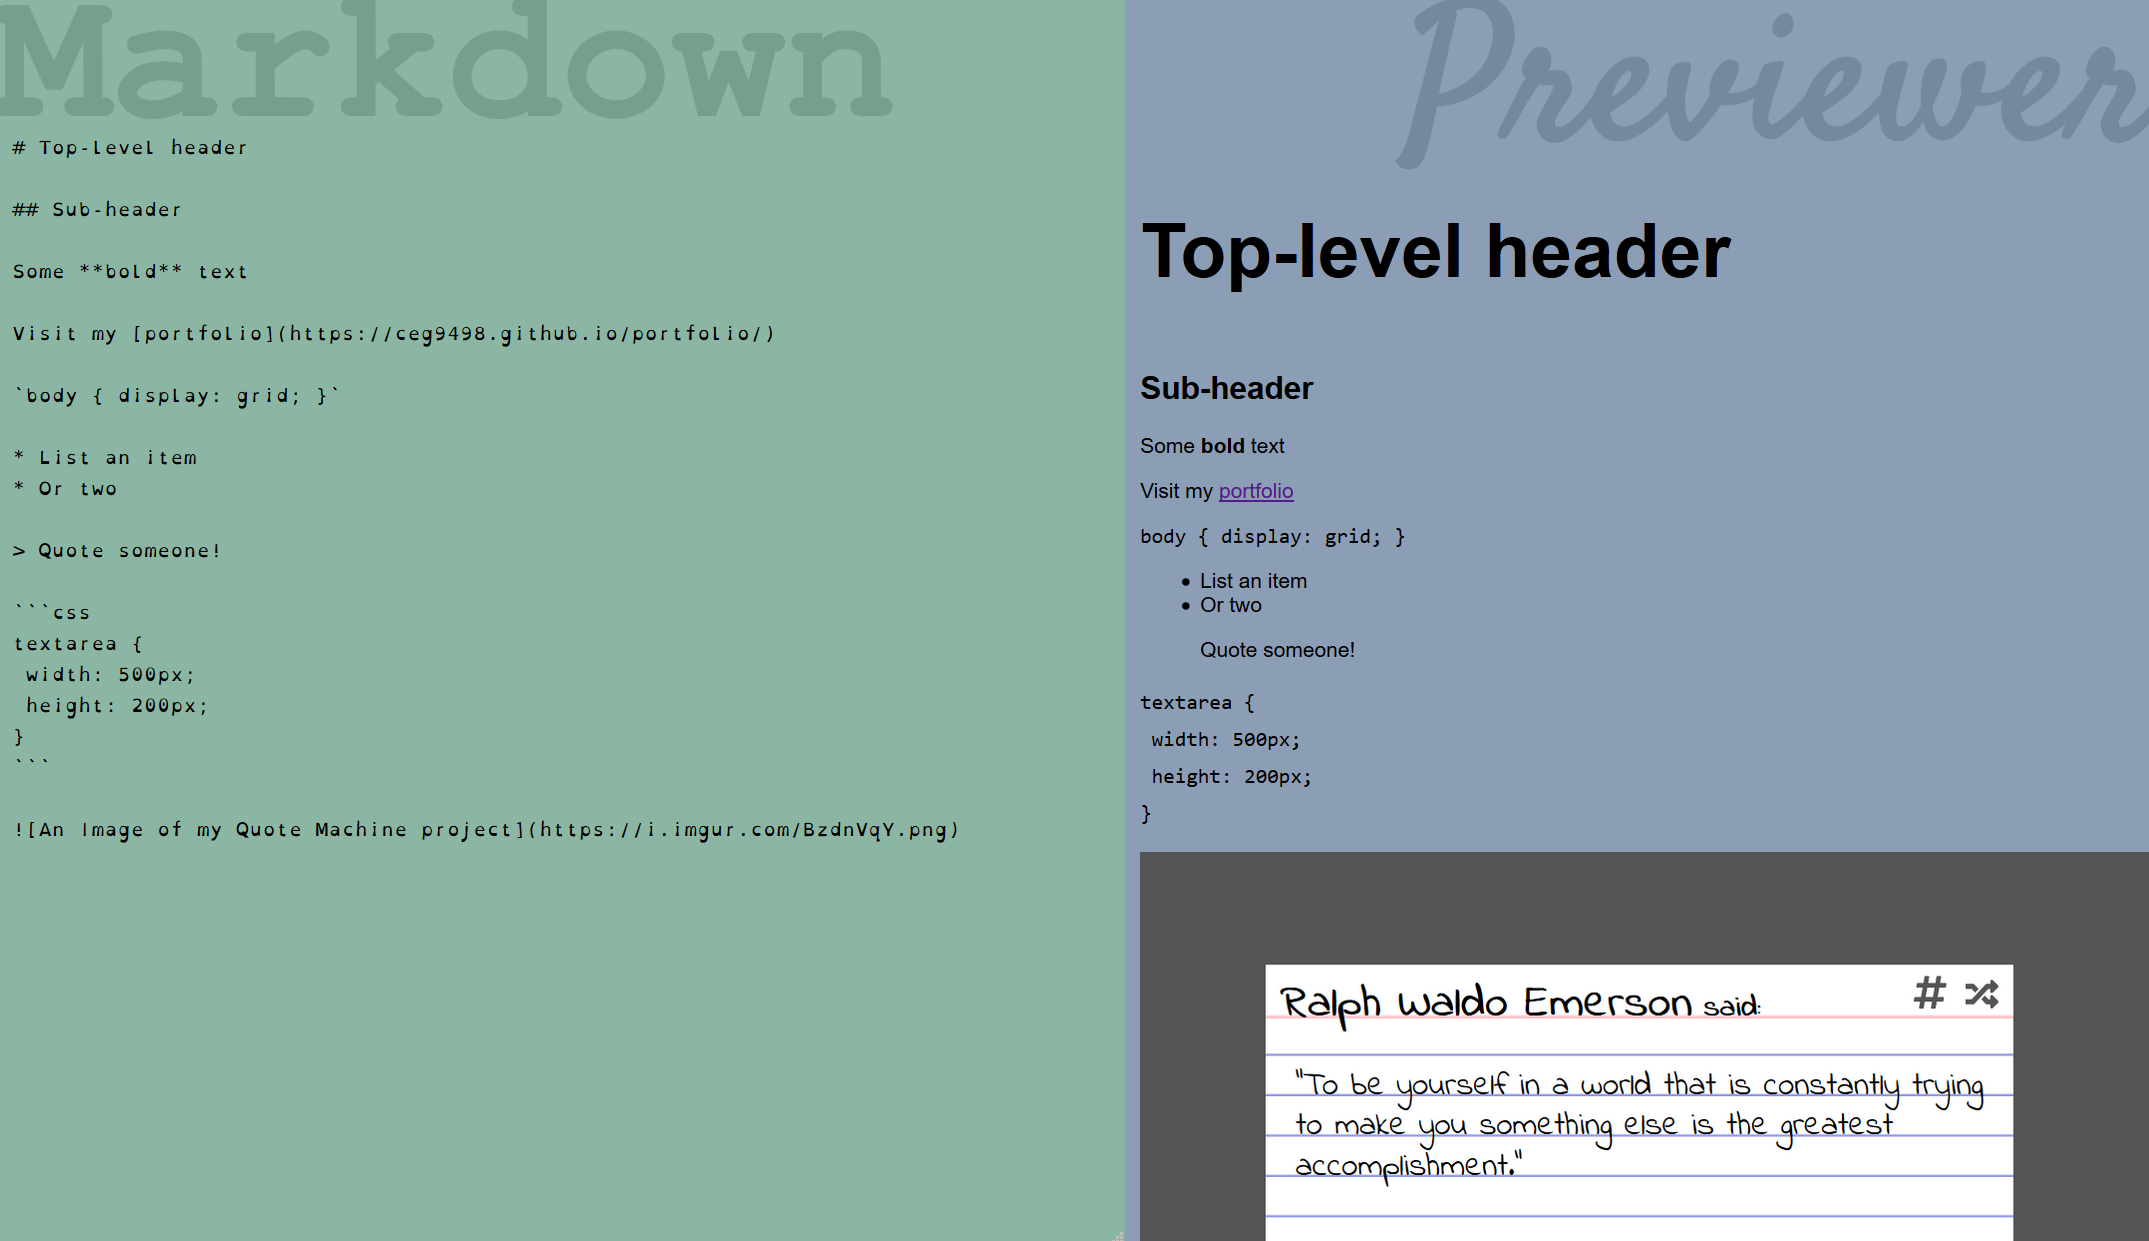 Markdown
# Top-level header
## Sub-header
Some **bold** text
Visit my [portfolio](https://ceg9498.github.io/portfolio/)
`body { display: grid; }`
* List an item
* Or two
> Quote someone!
```css
textarea {
 width: 500px;
 height: 200px;
}
```
![An Image of my Quote Machine project](https://i.imgur.com/BzdnVqY.png)
Previewer
Top-level header
Sub-header
Some bold text
Visit my portfolio
body { display: grid; }
• List an item
• Or two
Quote someone!
textarea {
 width: 500px;
 height: 200px;
}
Ralph Waldo Emerson said: #
"To be yourself in a world that is constantly trying
to make you something else is the greatest
accomplishment."